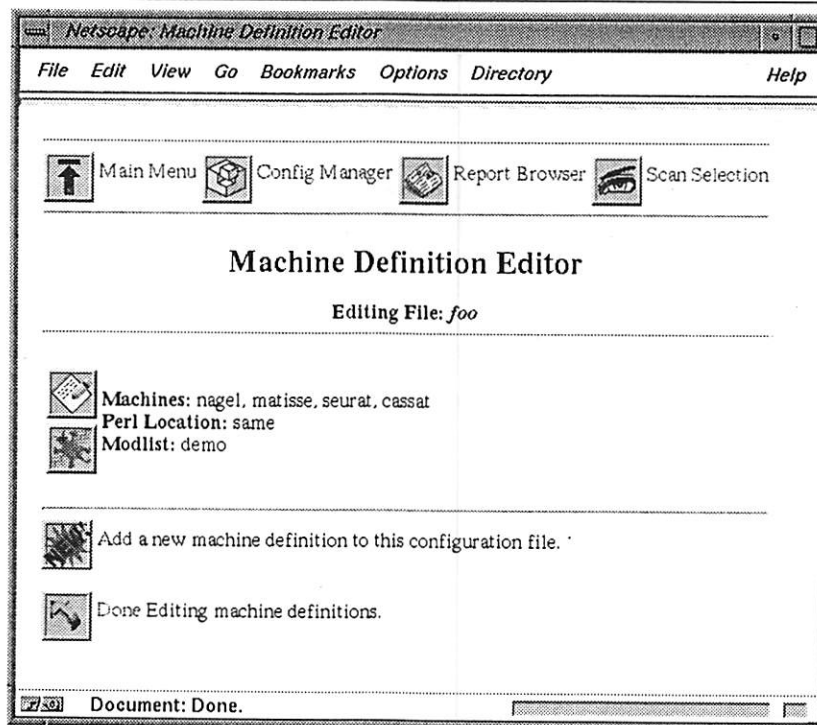 Netscape: Machine Definition Editor
File Edit View Go Bookmarks Options Directory Help
Main Menu Config Manager Report Browser Scan Selection
Machine Definition Editor
Editing File: foo
Machines: nagel, matisse, seurat, cassat
Perl Location: same
Modlist: demo
NEW! Add a new machine definition to this configuration file.
Done Editing machine definitions.
Document: Done.